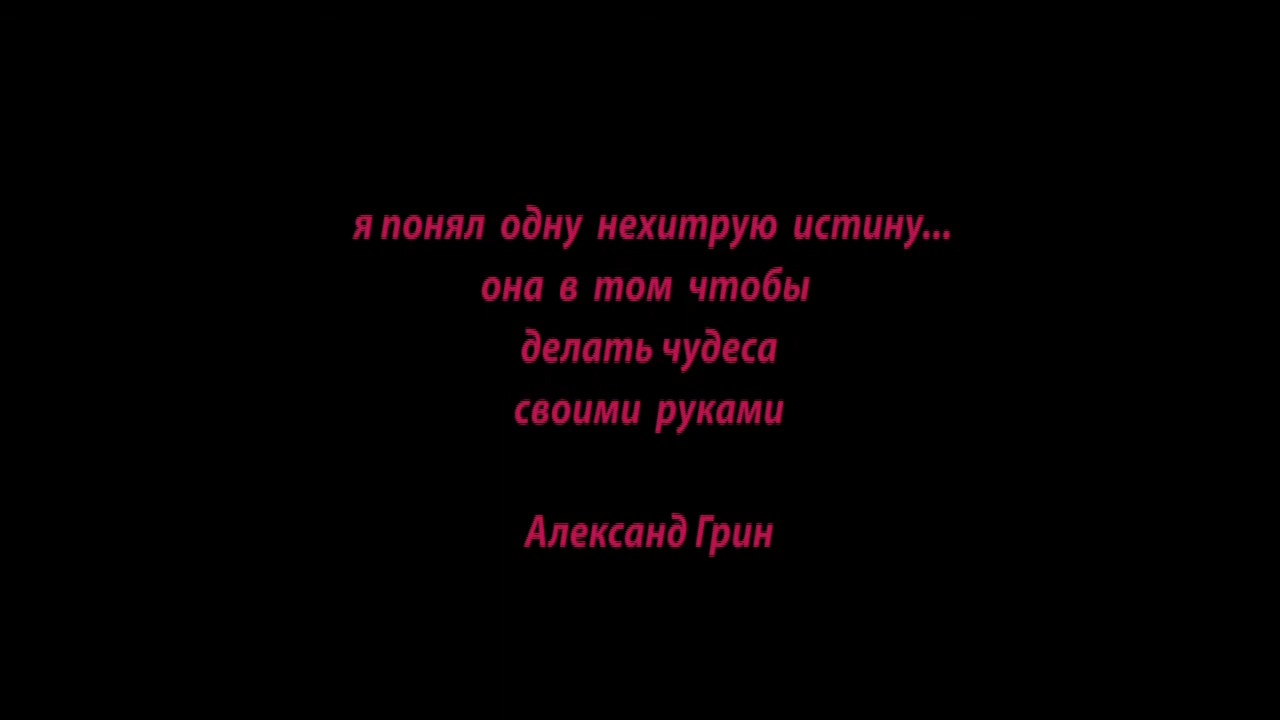 я понял одну нехитрую истину...
она в том чтобы
делать чудеса
своими руками
Александ Грин